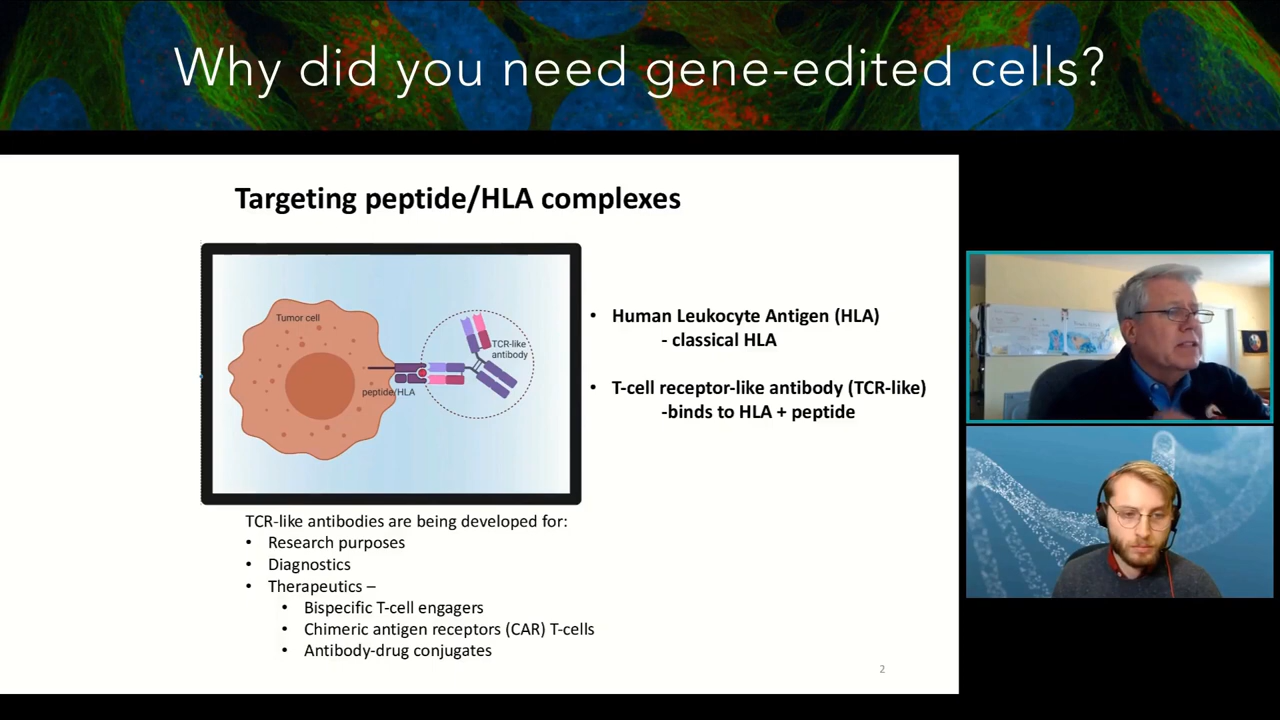 Why did you need gene-edited cells?
Targeting peptide/HLA complexes
Tumor cell
TCR-like
antibody
peptide/HLA
• Human Leukocyte Antigen (HLA)
- classical HLA
• T-cell receptor-like antibody (TCR-like)
-binds to HLA + peptide
TCR-like antibodies are being developed for:
• Research purposes
• Diagnostics
• Therapeutics –
• Bispecific T-cell engagers
• Chimeric antigen receptors (CAR) T-cells
• Antibody-drug conjugates
2